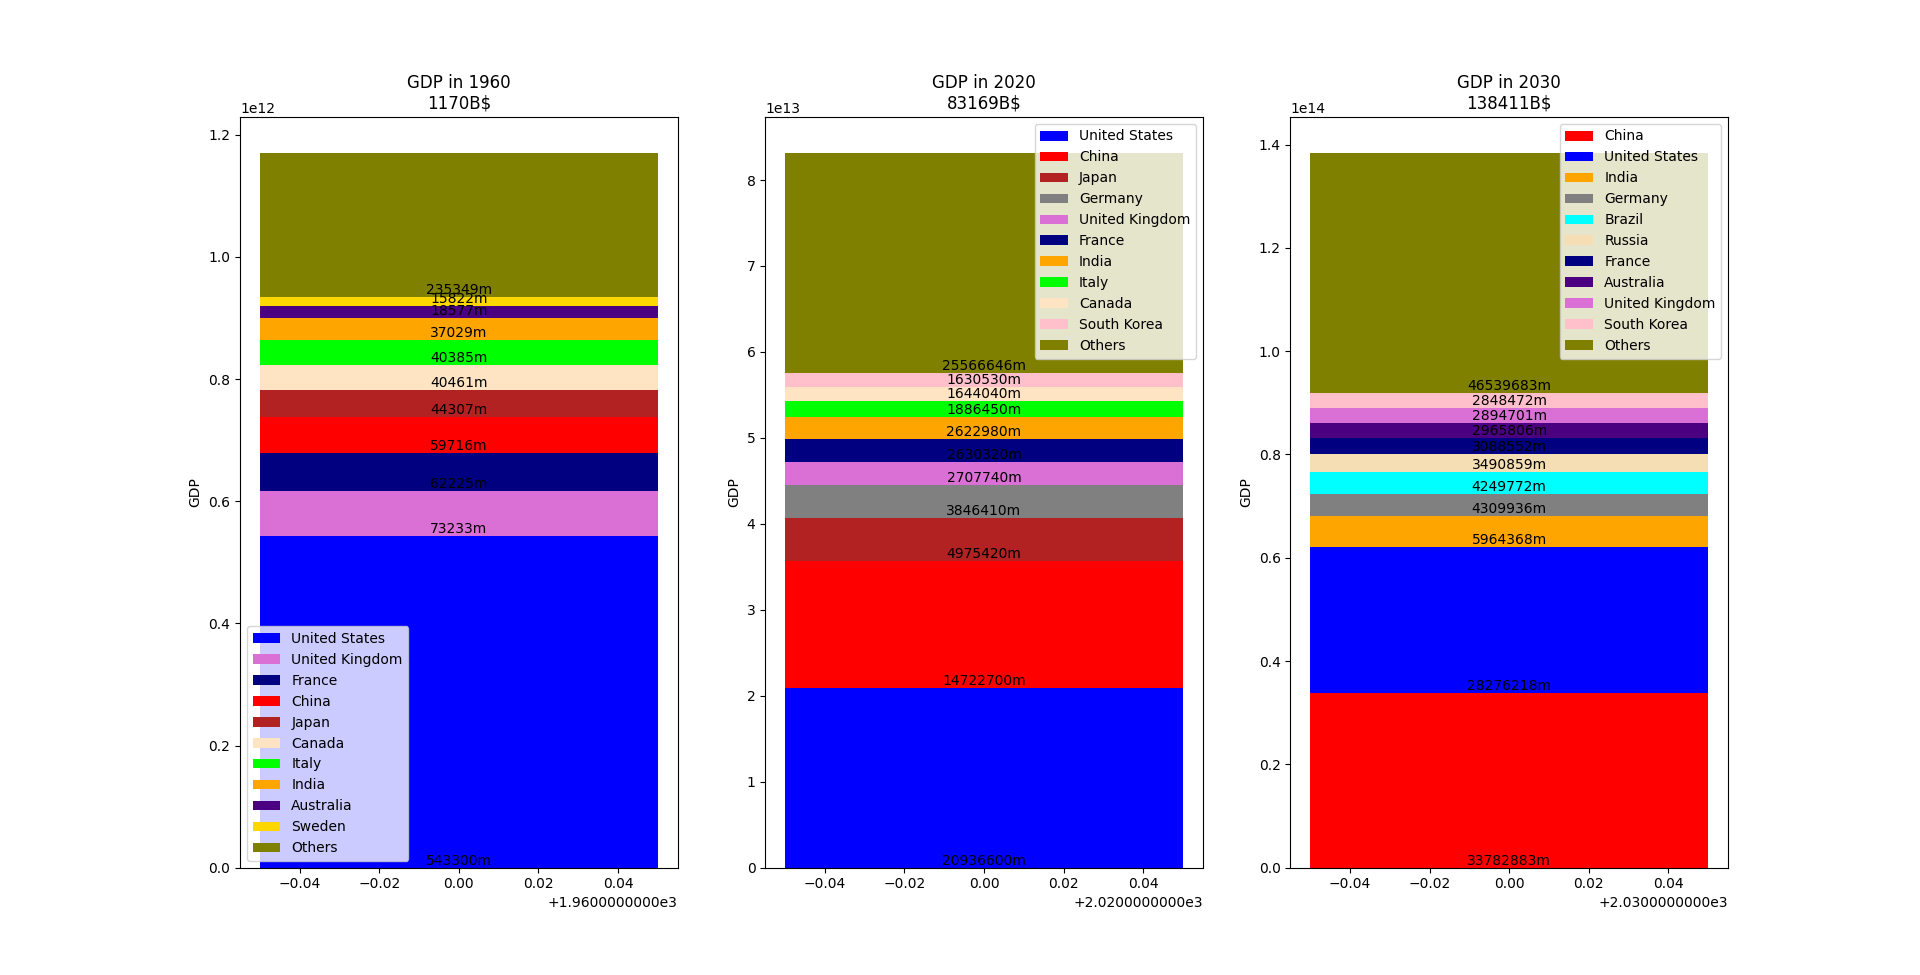 GDP in 1960
1170B$
1e12
1.2
1.0
0.8
0.6
0.4
0.2
0.0
GDP
235349m
15822m
18577m
37029m
40385m
40461m
44307m
59716m
62225m
73233m
543300m
United States
United Kingdom
France
China
Japan
Canada
Italy
India
Australia
Sweden
Others
−0.04 −0.02 0.00 0.02 0.04
+1.9600000000e3
GDP in 2020
83169B$
1e13
8
7
6
5
4
3
2
1
0
GDP
United States
China
Japan
Germany
United Kingdom
France
India
Italy
Canada
South Korea
Others
25566646m
1630530m
1644040m
1886450m
2622980m
2630320m
2707740m
3846410m
4975420m
14722700m
20936600m
−0.04 −0.02 0.00 0.02 0.04
+2.0200000000e3
GDP in 2030
138411B$
1e14
1.4
1.2
1.0
0.8
0.6
0.4
0.2
0.0
GDP
China
United States
India
Germany
Brazil
Russia
France
Australia
United Kingdom
South Korea
Others
46539683m
2848472m
2894701m
2965806m
3088552m
3490859m
4249772m
4309936m
5964368m
28276218m
33782883m
−0.04 −0.02 0.00 0.02 0.04
+2.0300000000e3